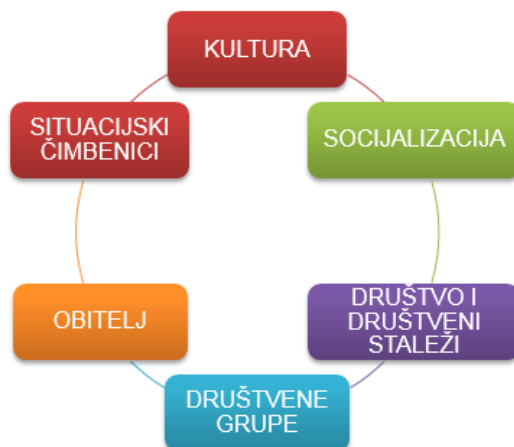 KULTURA
SOCIJALIZACIJA
DRUŠTVO I
DRUŠTVENI
STALEŽI
DRUŠTVENE
GRUPE
OBITELJ
SITUACIJSKI
ČIMBENICI